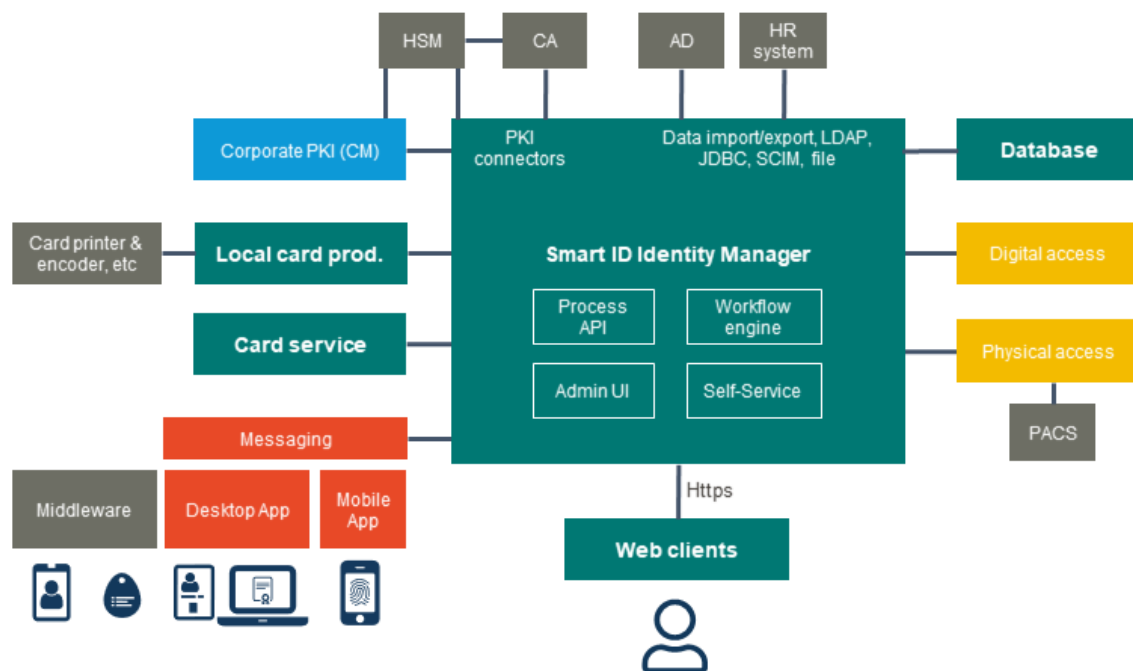 HSM
CA
AD
HR
system
Corporate PKI (CM)
PKI
connectors
Data import/export, LDAP,
JDBC, SCIM, file
Database
Card printer &
encoder, etc
Local card prod.
Smart ID Identity Manager
Digital access
Process
API
Workflow
engine
Card service
Physical access
Admin UI
Self-Service
Messaging
PACS
Middleware
Desktop App
Mobile
App
Https
Web clients